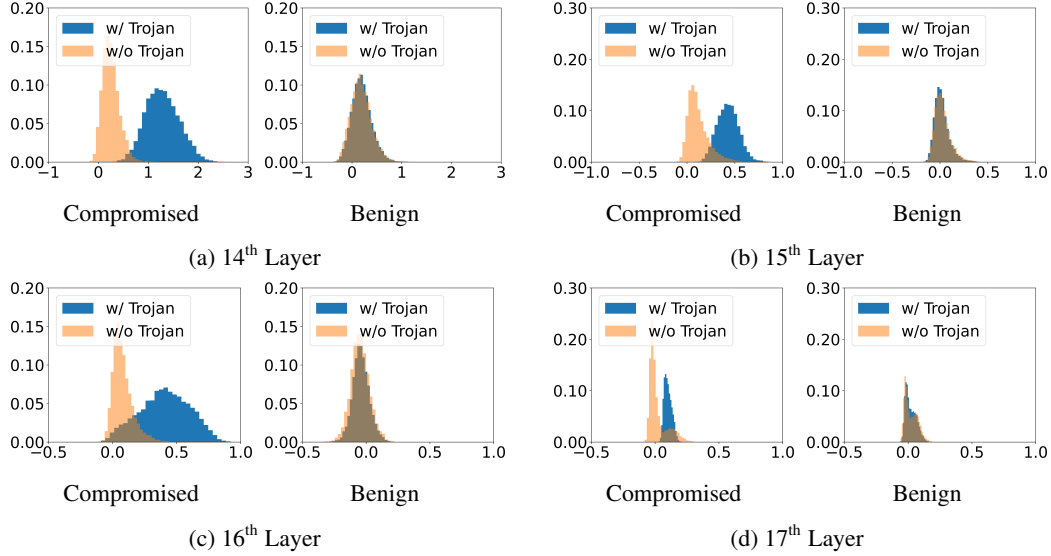 0.20
0.15
0.10
0.05
0.00
−1 0 1 2 3
w/ Trojan
w/o Trojan
Compromised
0.20
0.15
0.10
0.05
0.00
−1 0 1 2 3
w/ Trojan
w/o Trojan
Benign
(a) 14th Layer
0.30
0.20
0.10
0.00
−1.0 −0.5 0.0 0.5 1.0
w/ Trojan
w/o Trojan
Compromised
0.30
0.20
0.10
0.00
−1.0 −0.5 0.0 0.5 1.0
w/ Trojan
w/o Trojan
Benign
(b) 15th Layer
0.20
0.15
0.10
0.05
0.00
−0.5 0.0 0.5 1.0
w/ Trojan
w/o Trojan
Compromised
0.20
0.15
0.10
0.05
0.00
−0.5 0.0 0.5 1.0
w/ Trojan
w/o Trojan
Benign
(c) 16th Layer
0.30
0.20
0.10
0.00
−0.5 0.0 0.5 1.0
w/ Trojan
w/o Trojan
Compromised
0.30
0.20
0.10
0.00
−0.5 0.0 0.5 1.0
w/ Trojan
w/o Trojan
Benign
(d) 17th Layer